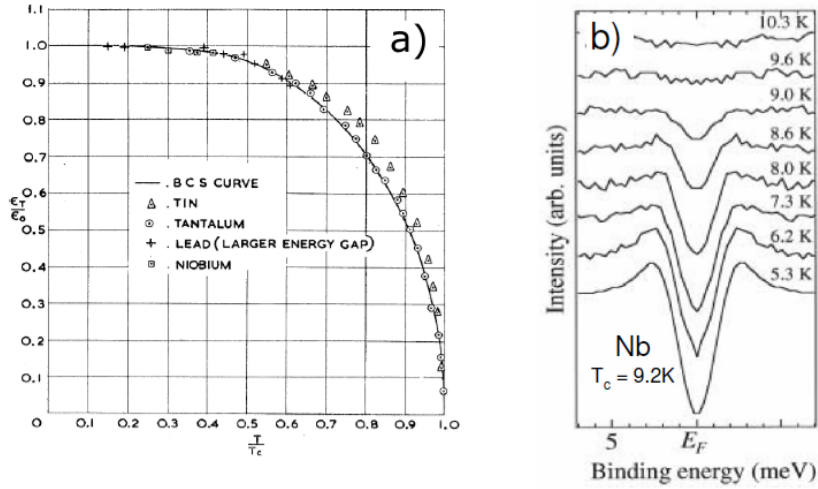 a)
1.0
0.9
0.8
0.7
0.6
0.5
0.4
0.3
0.2
0.1
0
. B C S CURVE
. TIN
. TANTALUM
. LEAD (LARGER ENERGY GAP)
. NIOBIUM
0 0.1 0.2 0.3 0.4 0.5 0.6 0.7 0.8 0.9 1.0
T
Tc
b)
10.3 K
9.6 K
9.0 K
8.6 K
8.0 K
7.3 K
6.2 K
5.3 K
Intensity (arb. units)
Nb
Tc = 9.2K
5 EF
Binding energy (meV)